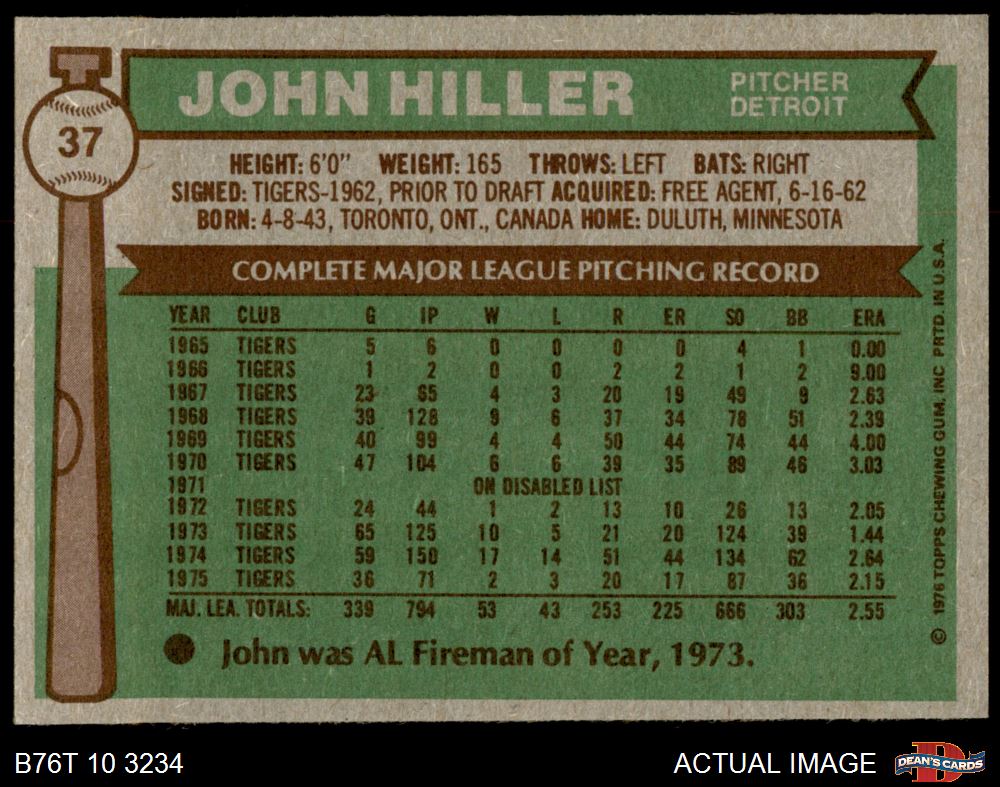 37
JOHN HILLER
PITCHER
DETROIT
HEIGHT: 6'0" WEIGHT: 165 THROWS: LEFT BATS: RIGHT
SIGNED: TIGERS-1962, PRIOR TO DRAFT ACQUIRED: FREE AGENT, 6-16-62
BORN: 4-8-43, TORONTO, ONT., CANADA HOME: DULUTH, MINNESOTA
COMPLETE MAJOR LEAGUE PITCHING RECORD
YEAR CLUB G IP W L R ER SO BB ERA
1965 TIGERS 5 6 0 0 0 0 4 1 0.00
1966 TIGERS 1 2 0 0 2 2 1 2 9.00
1967 TIGERS 23 65 4 3 20 19 49 9 2.63
1968 TIGERS 39 128 9 6 37 34 78 51 2.39
1969 TIGERS 40 99 4 4 50 44 74 44 4.00
1970 TIGERS 47 104 6 6 39 35 89 46 3.03
1971 ON DISABLED LIST
1972 TIGERS 24 44 1 2 13 10 26 13 2.05
1973 TIGERS 65 125 10 5 21 20 124 39 1.44
1974 TIGERS 59 150 17 14 51 44 134 62 2.64
1975 TIGERS 36 71 2 3 20 17 87 36 2.15
MAJ. LEA. TOTALS: 339 794 53 43 253 225 666 303 2.55
John was AL Fireman of Year, 1973.
© 1976 TOPPS CHEWING GUM, INC PRTD. IN U.S.A.
B76T 10 3234
ACTUAL IMAGE
D
DEAN'S CARDS